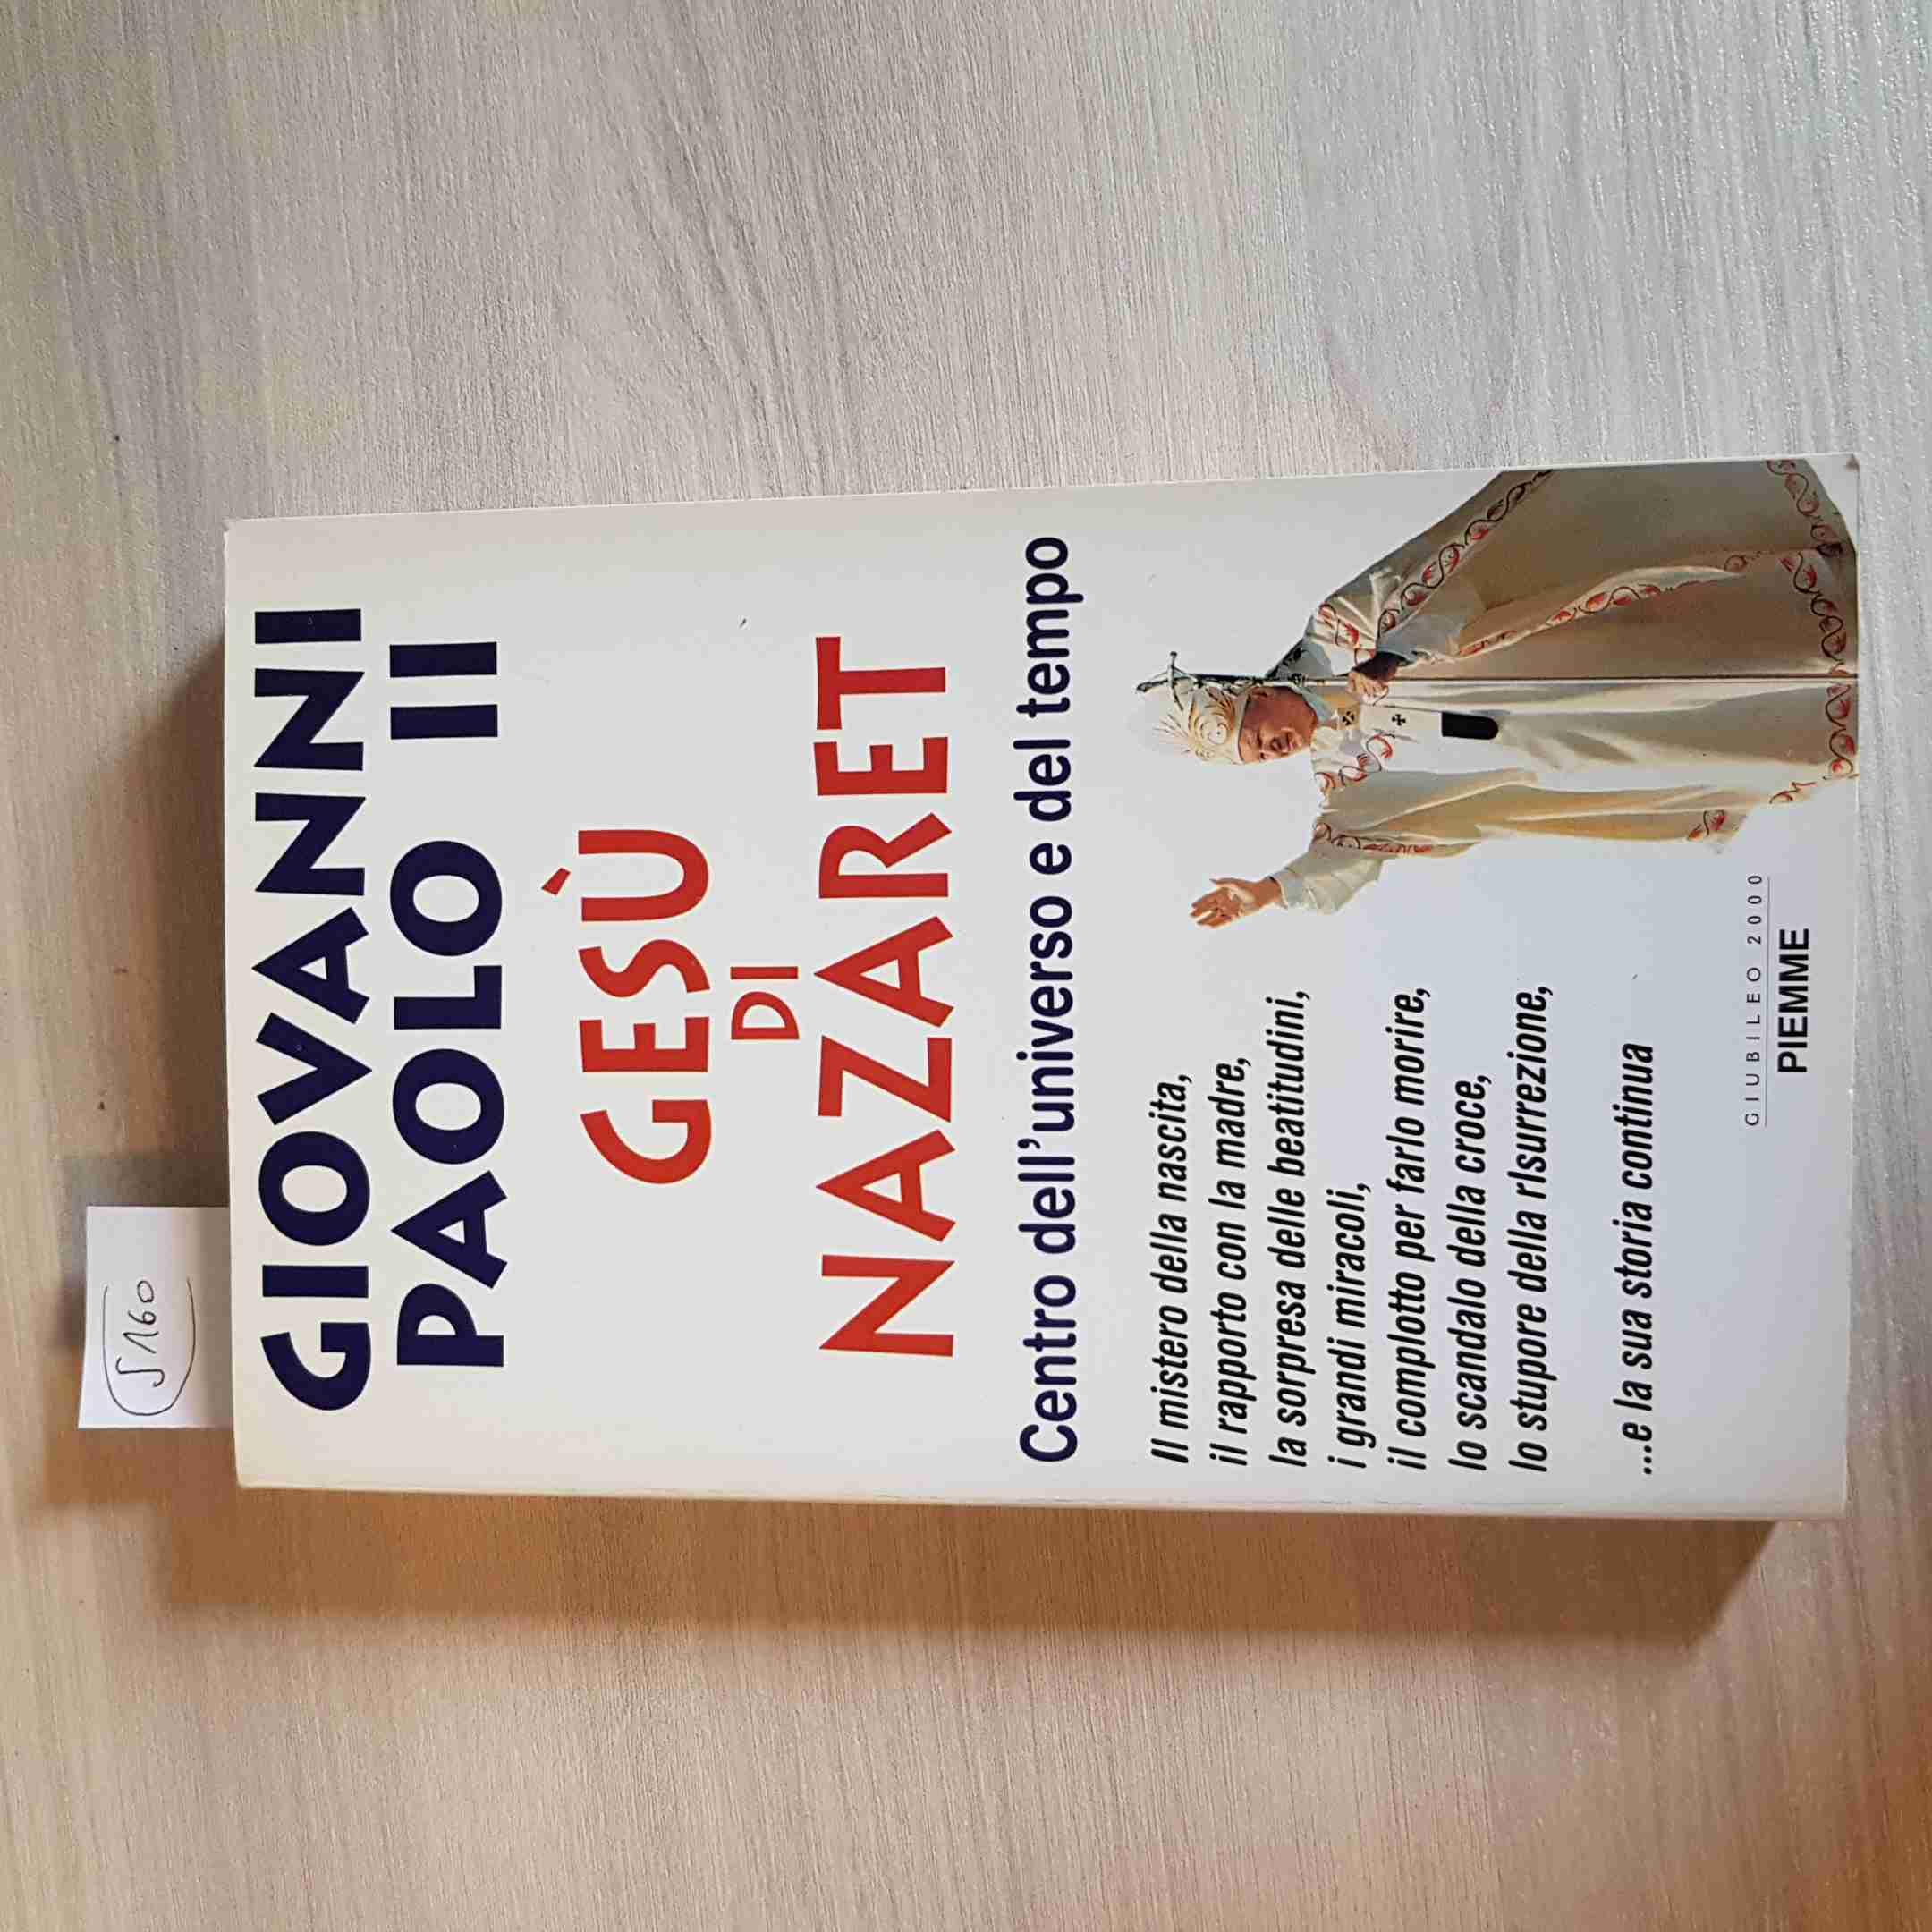 S160
GIOVANNI
PAOLO II
GESÙ
DI
NAZARET
Centro dell'universo e del tempo
Il mistero della nascita,
il rapporto con la madre,
la sorpresa delle beatitudini,
i grandi miracoli,
il complotto per farlo morire,
lo scandalo della croce,
lo stupore della risurrezione,
...e la sua storia continua
GIUBILEO 2000
PIEMME